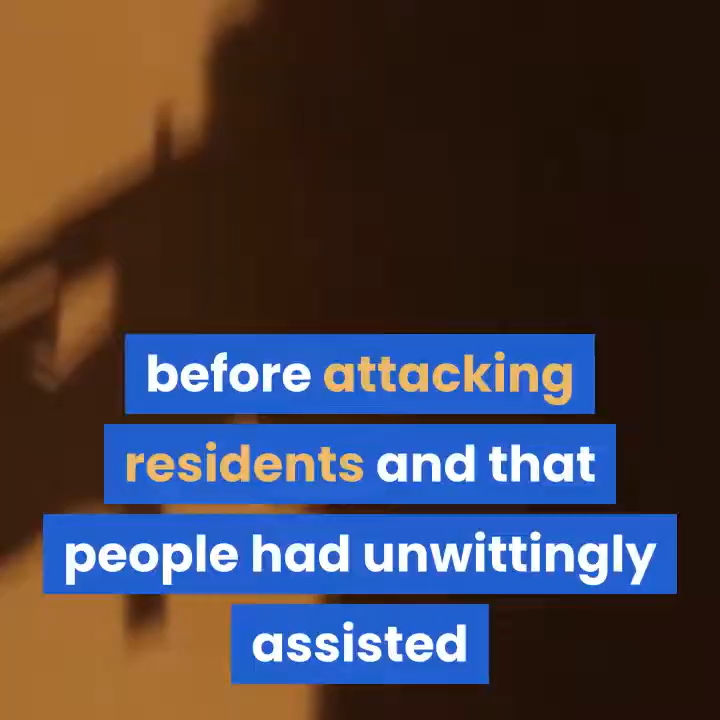 before attacking
residents and that
people had unwittingly
assisted